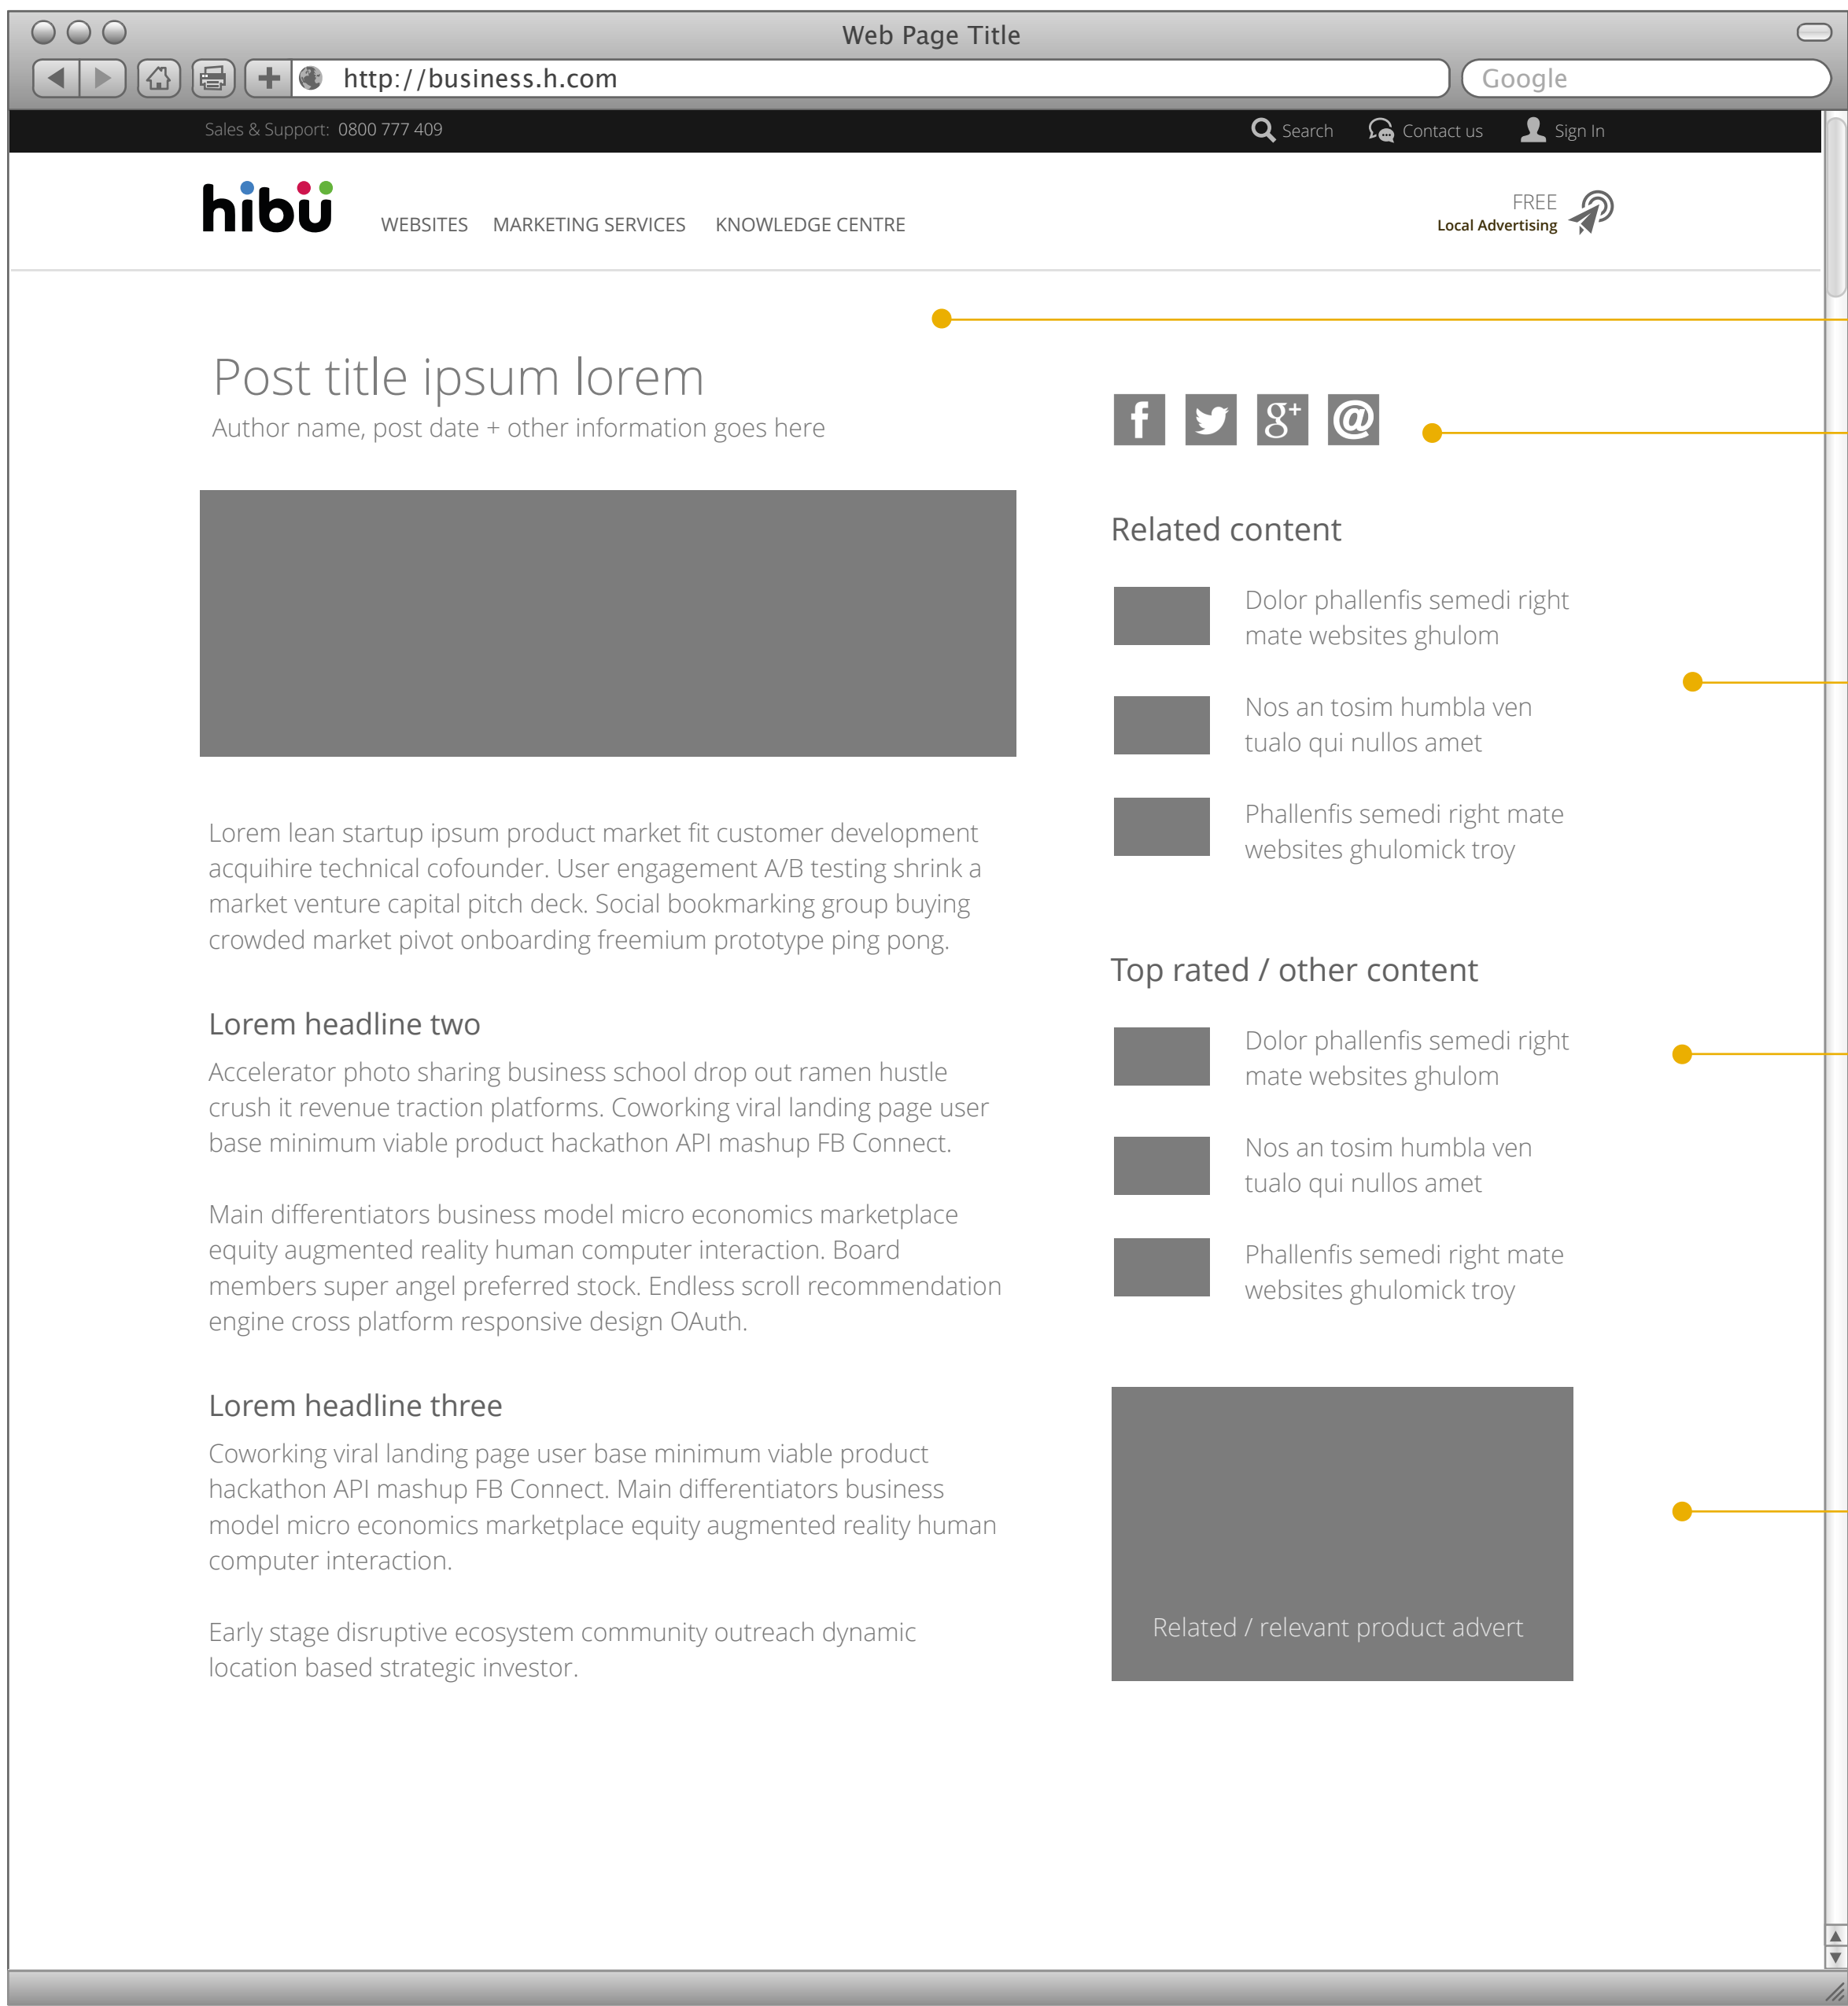 Web Page Title
http://business.h.com
Google
Sales & Support: 0800 777 409
Search
Contact us
Sign In
hibü
WEBSITES
MARKETING SERVICES
KNOWLEDGE CENTRE
FREE
Local Advertising
Post title ipsum lorem
Author name, post date + other information goes here
f
g+
@
Lorem lean startup ipsum product market fit customer development
acquihire technical cofounder. User engagement A/B testing shrink a
market venture capital pitch deck. Social bookmarking group buying
crowded market pivot onboarding freemium prototype ping pong.
Lorem headline two
Accelerator photo sharing business school drop out ramen hustle
crush it revenue traction platforms. Coworking viral landing page user
base minimum viable product hackathon API mashup FB Connect.
Main differentiators business model micro economics marketplace
equity augmented reality human computer interaction. Board
members super angel preferred stock. Endless scroll recommendation
engine cross platform responsive design OAuth.
Lorem headline three
Coworking viral landing page user base minimum viable product
hackathon API mashup FB Connect. Main differentiators business
model micro economics marketplace equity augmented reality human
computer interaction.
Early stage disruptive ecosystem community outreach dynamic
location based strategic investor.
Related content
Dolor phallenfis semedi right
mate websites ghulom
Nos an tosim humbla ven
tualo qui nullos amet
Phallenfis semedi right mate
websites ghulomick troy
Top rated / other content
Dolor phallenfis semedi right
mate websites ghulom
Nos an tosim humbla ven
tualo qui nullos amet
Phallenfis semedi right mate
websites ghulomick troy
Related / relevant product advert